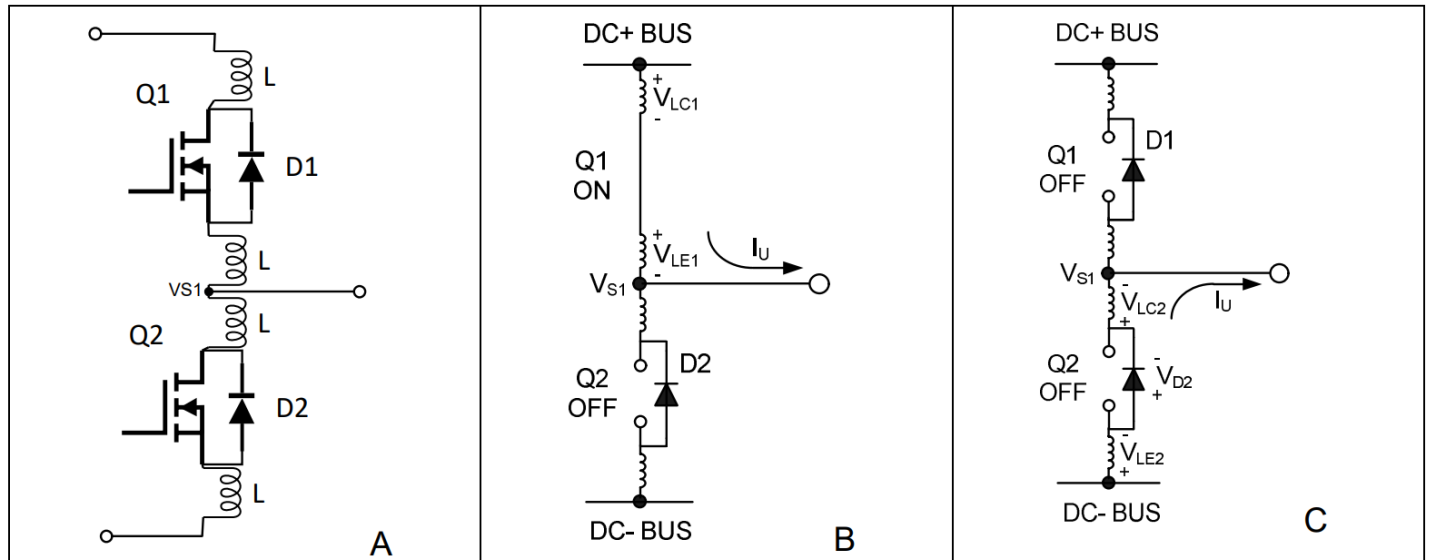 L
Q1
D1
L
VS1
L
Q2
D2
L
A
DC+ BUS
+
VLC1
-
Q1
ON
+
VLE1
-
IU
VS1
Q2
OFF
D2
DC- BUS
B
DC+ BUS
D1
Q1
OFF
VS1
-
VLC2
+
IU
Q2
OFF
-
VD2
+
-
VLE2
+
DC- BUS
C